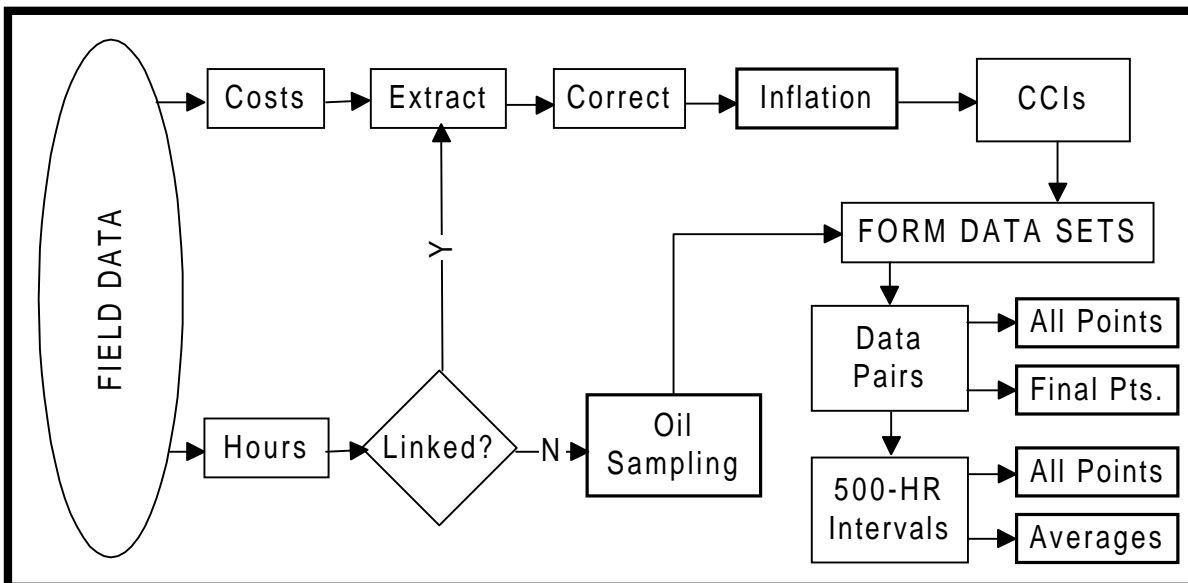 FIELD DATA
Costs
Extract
Correct
Inflation
CCIs
Y
FORM DATA SETS
Data
Pairs
All Points
Final Pts.
Hours
Linked?
N
Oil
Sampling
500-HR
Intervals
All Points
Averages